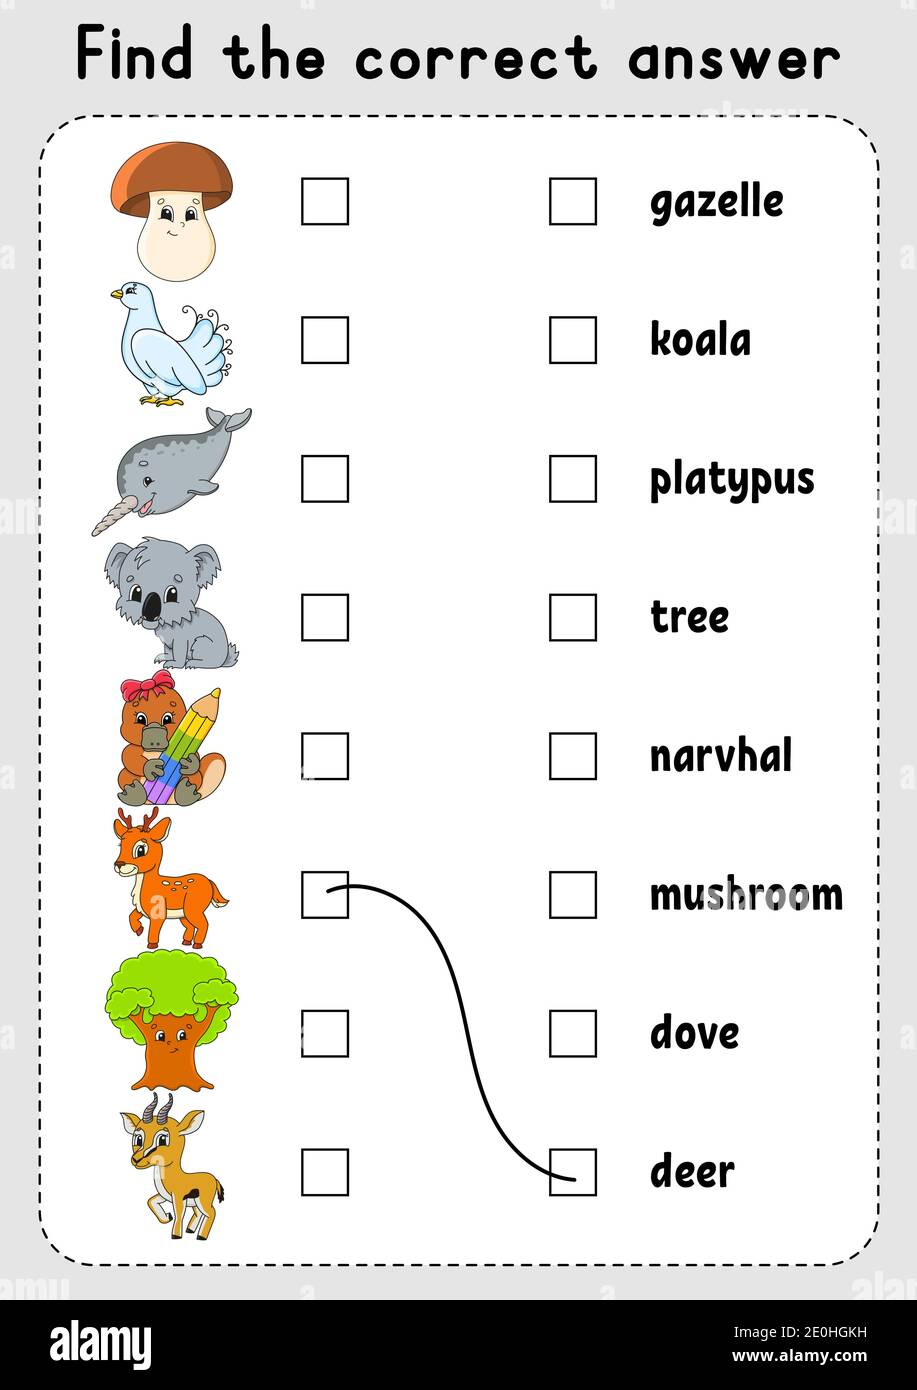 Find the correct answer
gazelle
koala
platypus
tree
narvhal
mushroom
dove
deer
alamy
Image ID: 2E0HGKH
www.alamy.com